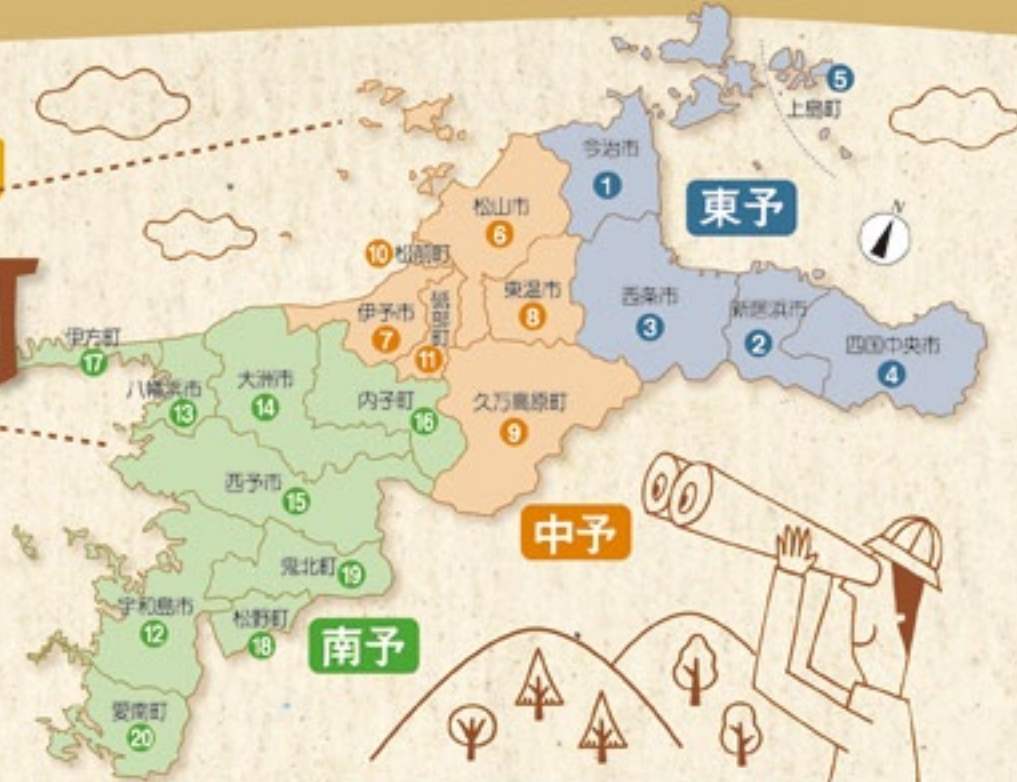 5
上島町
今治市
1
東予
N
松山市
6
10 松前町
東温市
8
西条市
3
新居浜市
2
四国中央市
4
伊予市
7
砥部町
11
伊方町
17
八幡浜市
13
大洲市
14
内子町
16
久万高原町
9
西予市
15
中予
鬼北町
19
宇和島市
12
松野町
18
南予
愛南町
20